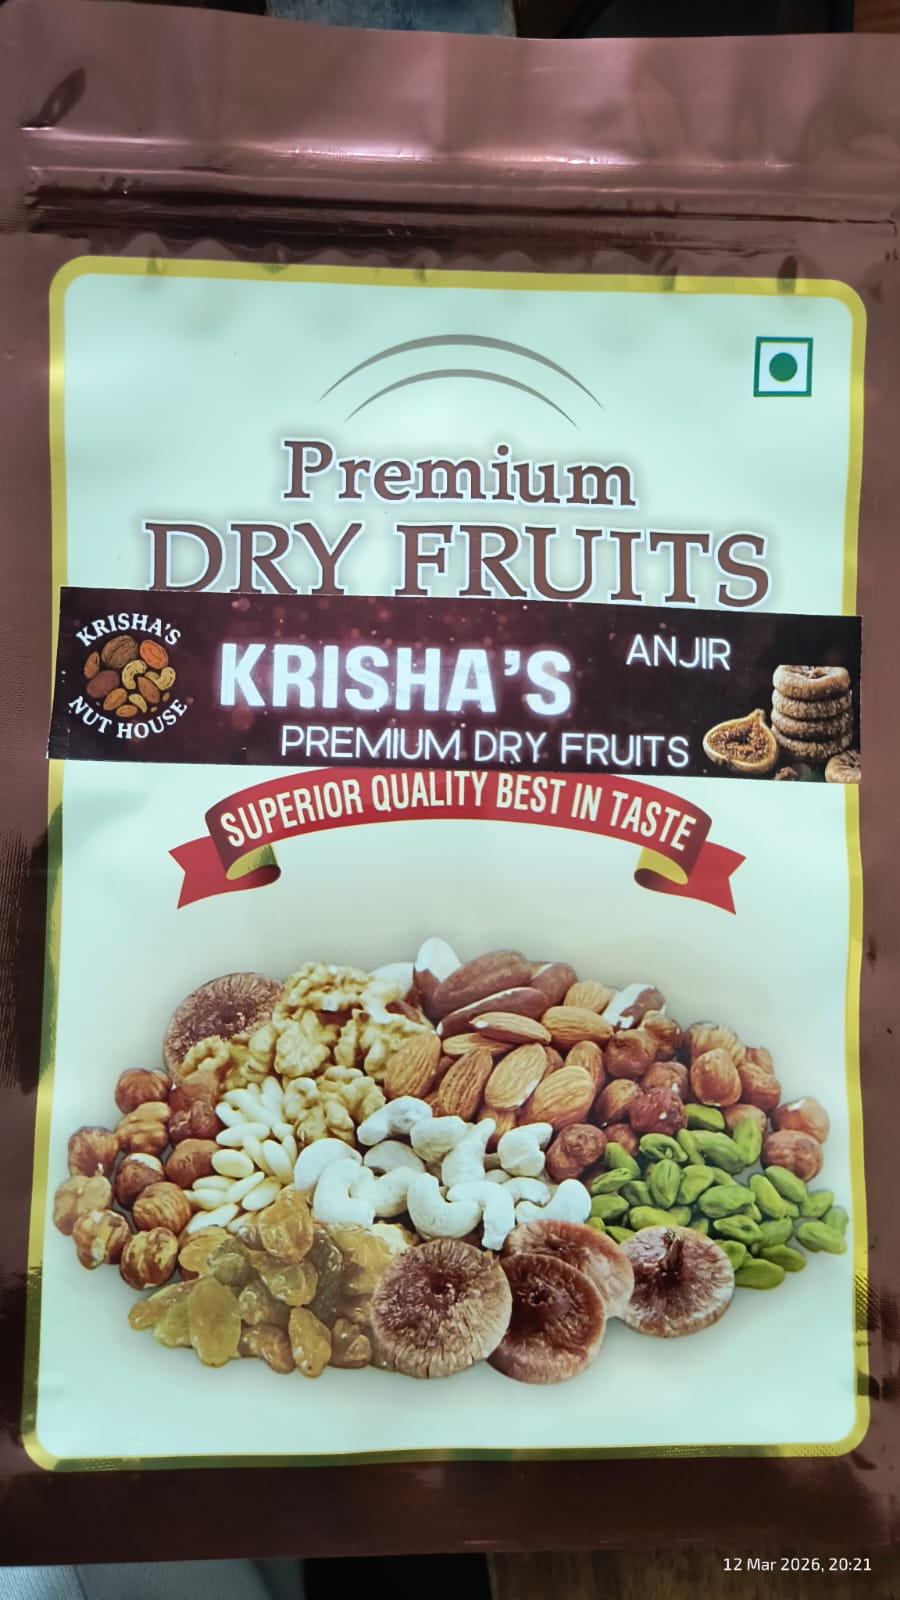 Premium
DRY FRUITS
KRISHA'S
NUT HOUSE
KRISHA'S
ANJIR
PREMIUM DRY FRUITS
SUPERIOR QUALITY BEST IN TASTE
12 Mar 2026, 20:21